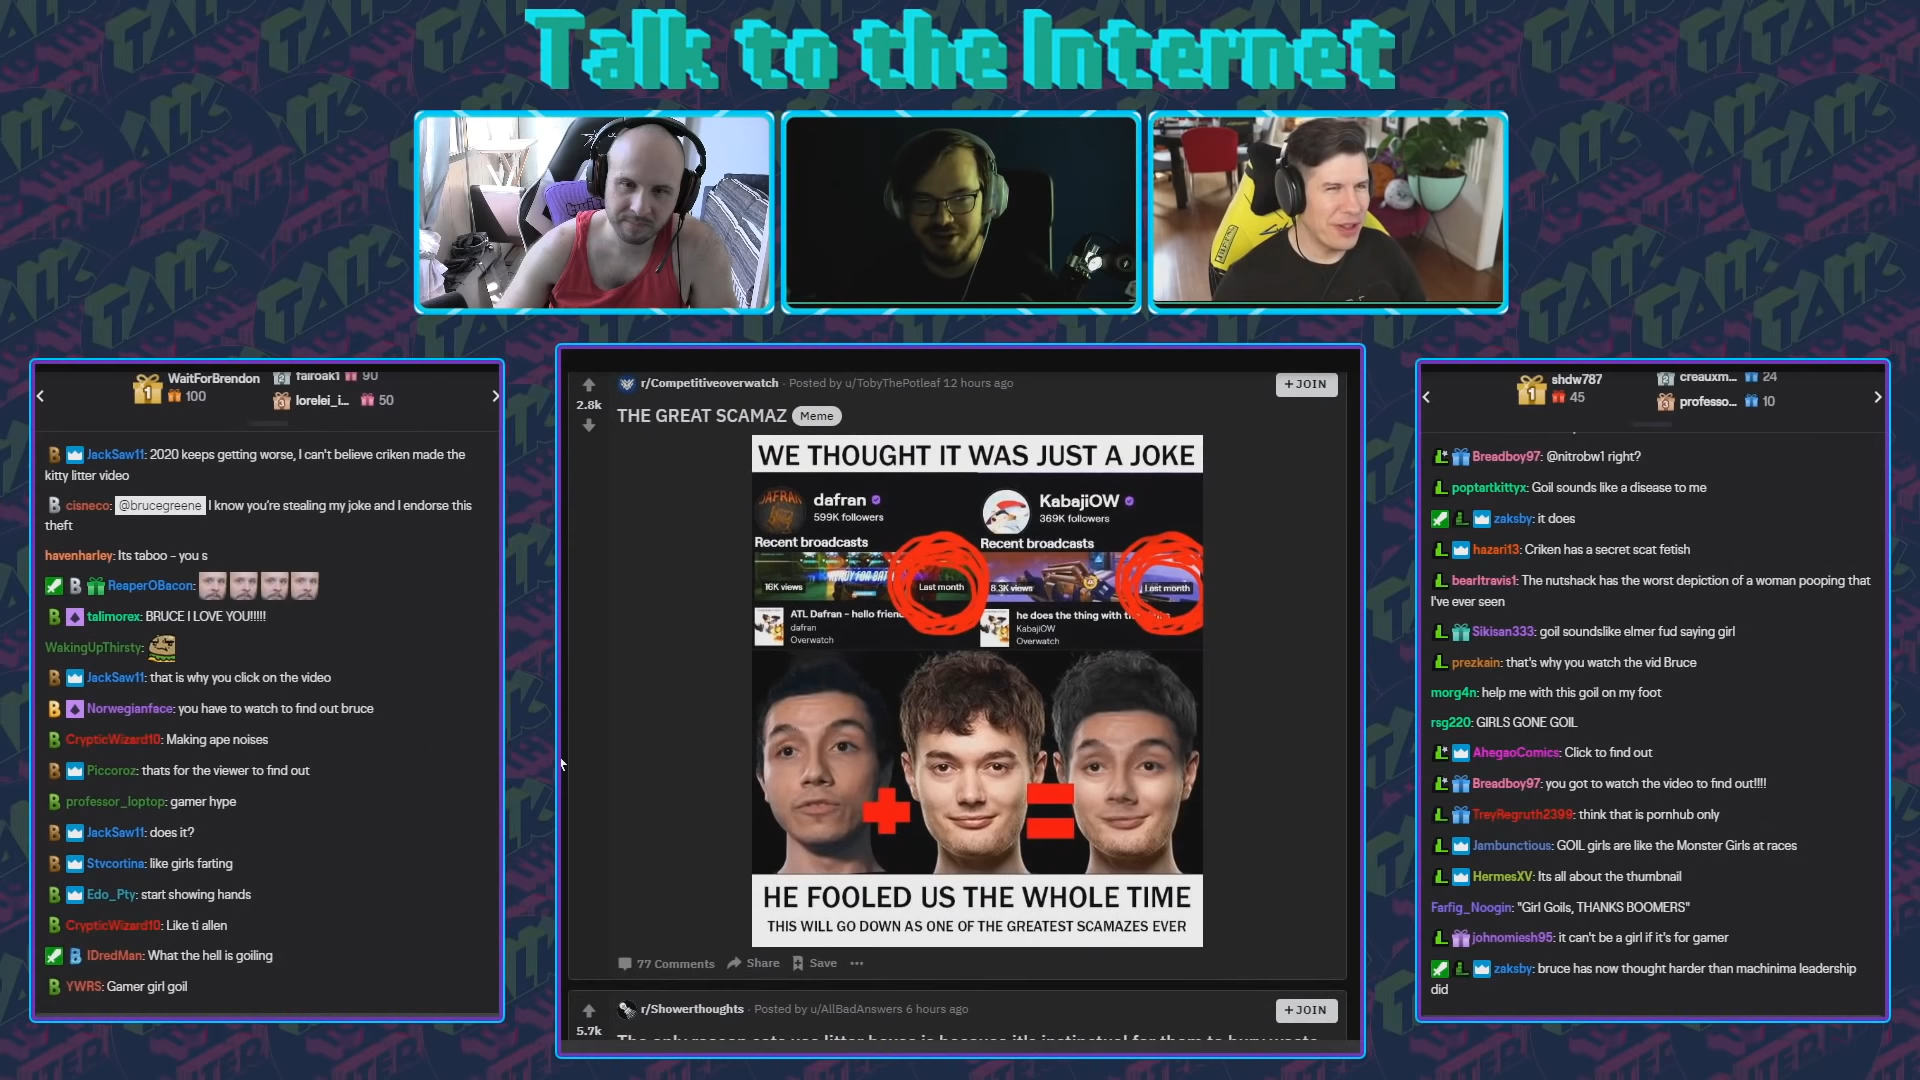 Talk to the Internet
WaitForBrendon
100
fairoak1 90
lorelei_i... 50
JackSaw11: 2020 keeps getting worse, I can't believe criken made the
kitty litter video
cisneco: @brucegreene I know you're stealing my joke and I endorse this
theft
havenharley: Its taboo - you s
ReaperOBacon:
talimorex: BRUCE I LOVE YOU!!!!!
WakingUpThirsty:
JackSaw11: that is why you click on the video
Norwegianface: you have to watch to find out bruce
CrypticWizard10: Making ape noises
Piccoroz: thats for the viewer to find out
professor_loptop: gamer hype
JackSaw11: does it?
Stvcortina: like girls farting
Edo_Pty: start showing hands
CrypticWizard10: Like ti allen
IDredMan: What the hell is goiling
YWRS: Gamer girl goil
r/Competitiveoverwatch · Posted by u/TobyThePotleaf 12 hours ago
+ JOIN
2.8k
THE GREAT SCAMAZ Meme
WE THOUGHT IT WAS JUST A JOKE
DAFRAN
dafran
599K followers
KabajiOW
369K followers
Recent broadcasts
Recent broadcasts
16K views
Last month
8.3K views
Last month
ATL Dafran - hello frien
dafran
Overwatch
he does the thing with th
KabajiOW
Overwatch
HE FOOLED US THE WHOLE TIME
THIS WILL GO DOWN AS ONE OF THE GREATEST SCAMAZES EVER
77 Comments Share Save ...
r/Showerthoughts · Posted by u/AllBadAnswers 6 hours ago
+ JOIN
5.7k
shdw787
45
creauxm... 24
professo... 10
Breadboy97: @nitrobw1 right?
poptartkittyx: Goil sounds like a disease to me
zaksby: it does
hazari13: Criken has a secret scat fetish
bearltravis1: The nutshack has the worst depiction of a woman pooping that
I've ever seen
Sikisan333: goil soundslike elmer fud saying girl
prezkain: that's why you watch the vid Bruce
morg4n: help me with this goil on my foot
rsg220: GIRLS GONE GOIL
AhegaoComics: Click to find out
Breadboy97: you got to watch the video to find out!!!!
TreyRegruth2399: think that is pornhub only
Jambunctious: GOIL girls are like the Monster Girls at races
HermesXV: Its all about the thumbnail
Farfig_Noogin: "Girl Goils, THANKS BOOMERS"
johnomiesh95: it can't be a girl if it's for gamer
zaksby: bruce has now thought harder than machinima leadership
did